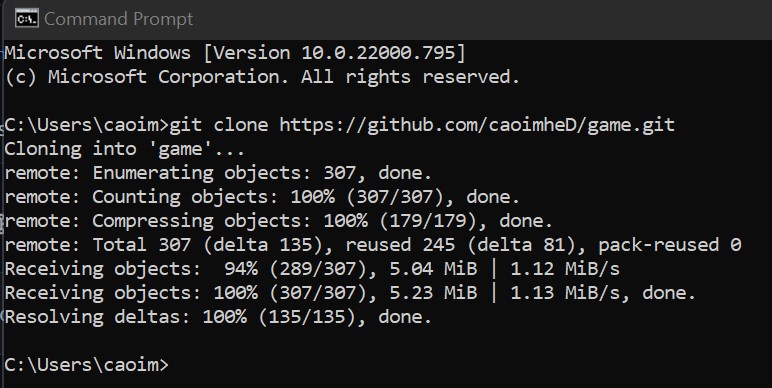 Command Prompt
Microsoft Windows [Version 10.0.22000.795]
(c) Microsoft Corporation. All rights reserved.
C:\Users\caoim>git clone https://github.com/caoimheD/game.git
Cloning into 'game'...
remote: Enumerating objects: 307, done.
remote: Counting objects: 100% (307/307), done.
remote: Compressing objects: 100% (179/179), done.
remote: Total 307 (delta 135), reused 245 (delta 81), pack-reused 0
Receiving objects:  94% (289/307), 5.04 MiB | 1.12 MiB/s
Receiving objects: 100% (307/307), 5.23 MiB | 1.13 MiB/s, done.
Resolving deltas: 100% (135/135), done.
C:\Users\caoim>